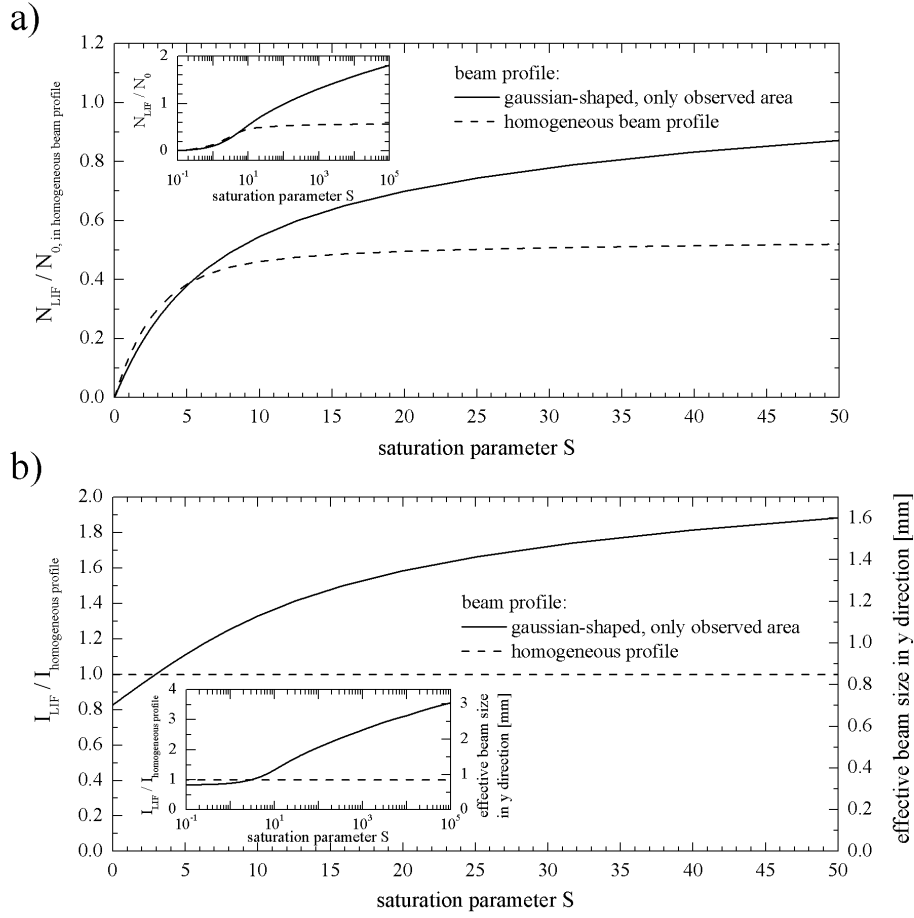 a)
1.2
1.0
0.8
0.6
0.4
0.2
0.0
N_LIF / N_0, in homogeneous beam profile
0 5 10 15 20 25 30 35 40 45 50
saturation parameter S
beam profile:
gaussian-shaped, only observed area
homogeneous beam profile
2
1
0
N_LIF / N_0
10^-1 10^1 10^3 10^5
saturation parameter S
b)
2.0
1.8
1.6
1.4
1.2
1.0
0.8
0.6
0.4
0.2
0.0
I_LIF / I_homogeneous profile
0 5 10 15 20 25 30 35 40 45 50
saturation parameter S
1.6
1.4
1.2
1.0
0.8
0.6
0.4
0.2
0.0
effective beam size in y direction [mm]
beam profile:
gaussian-shaped, only observed area
homogeneous profile
4
3
2
1
0
I_LIF / I_homogeneous profile
10^-1 10^1 10^3 10^5
saturation parameter S
3
2
1
0
effective beam size
in y direction [mm]